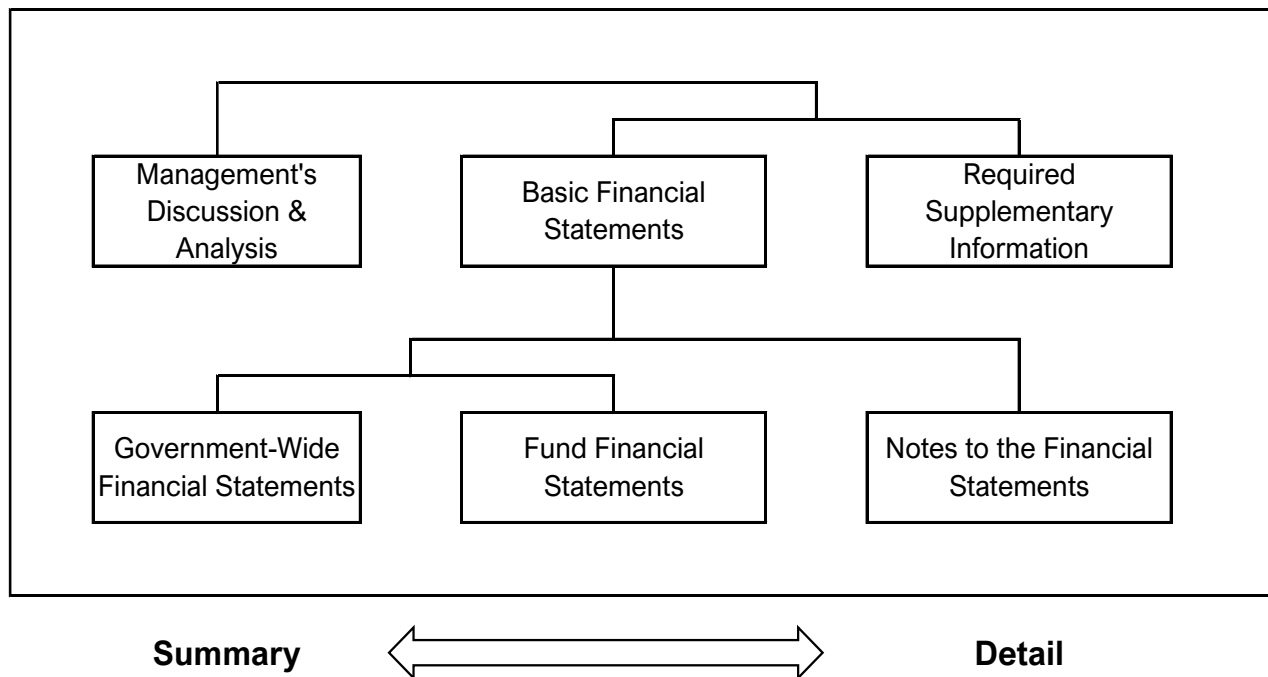 Management's
Discussion &
Analysis
Basic Financial
Statements
Required
Supplementary
Information
Government-Wide
Financial Statements
Fund Financial
Statements
Notes to the Financial
Statements
Summary
Detail